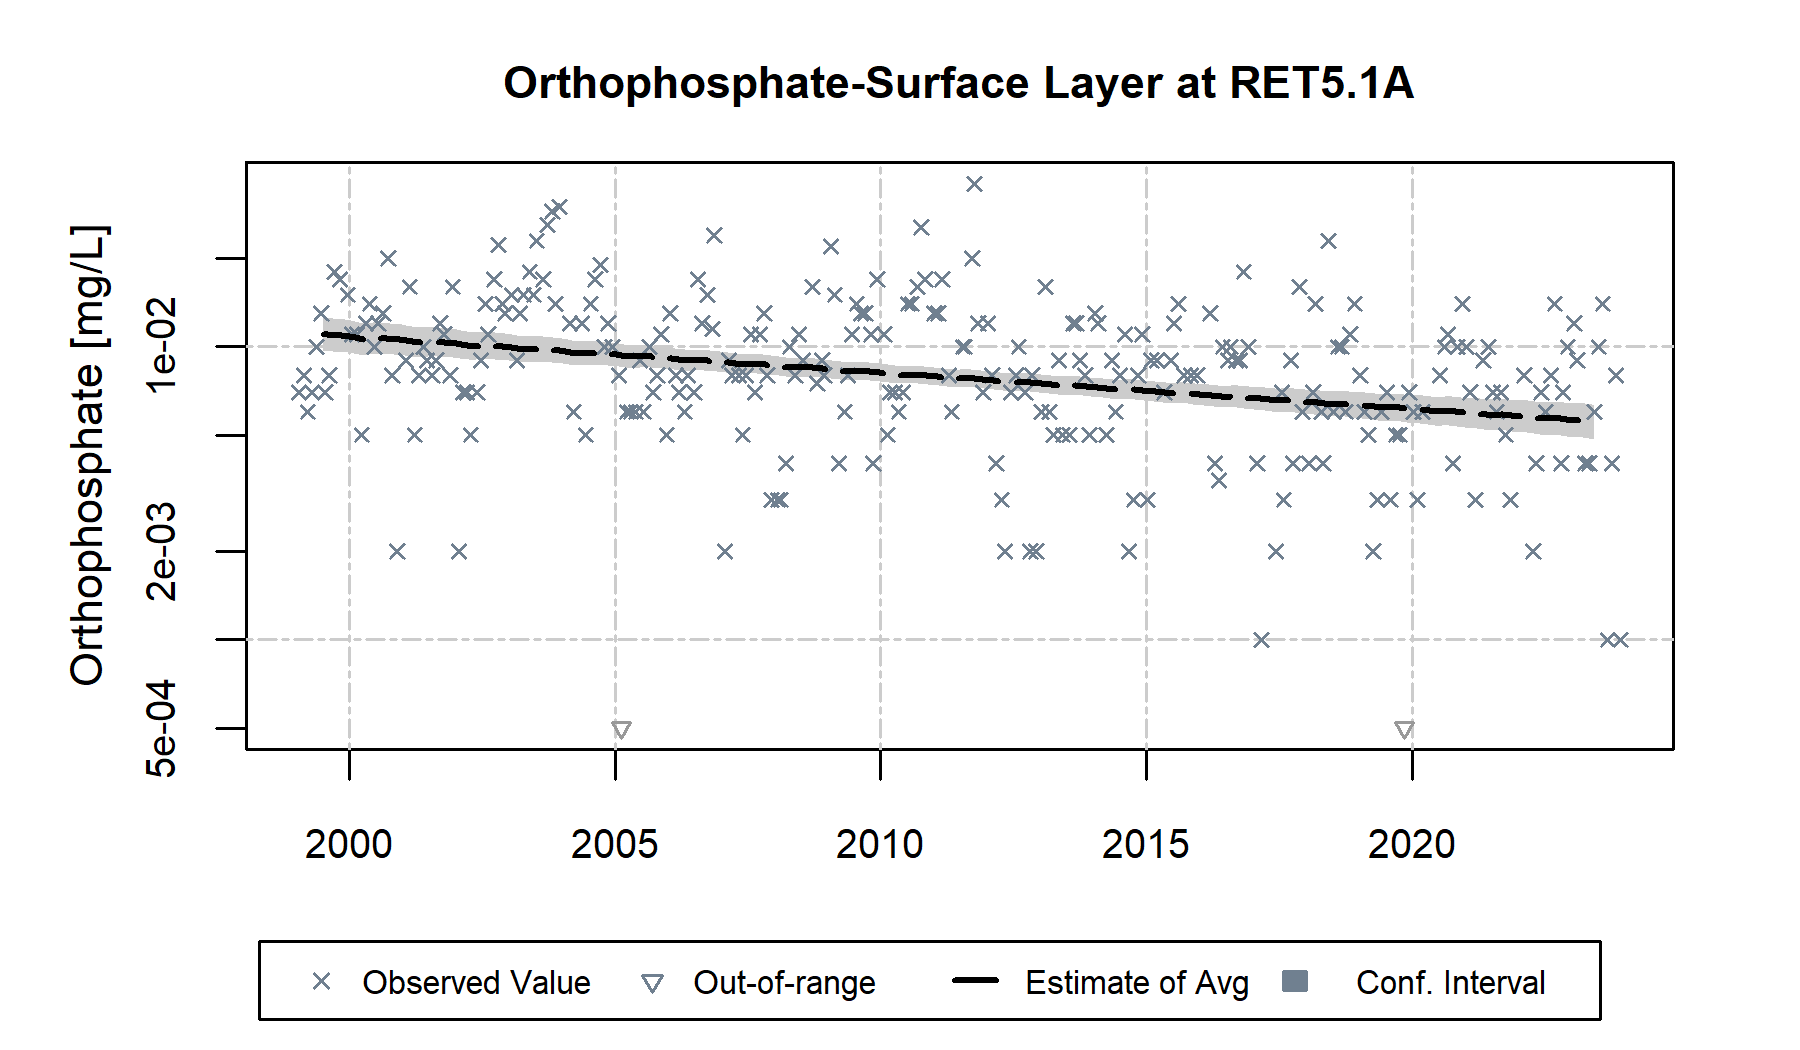 Orthophosphate-Surface Layer at RET5.1A
Orthophosphate [mg/L]
1e-02
2e-03
5e-04
2000 2005 2010 2015 2020
Observed Value Out-of-range Estimate of Avg Conf. Interval